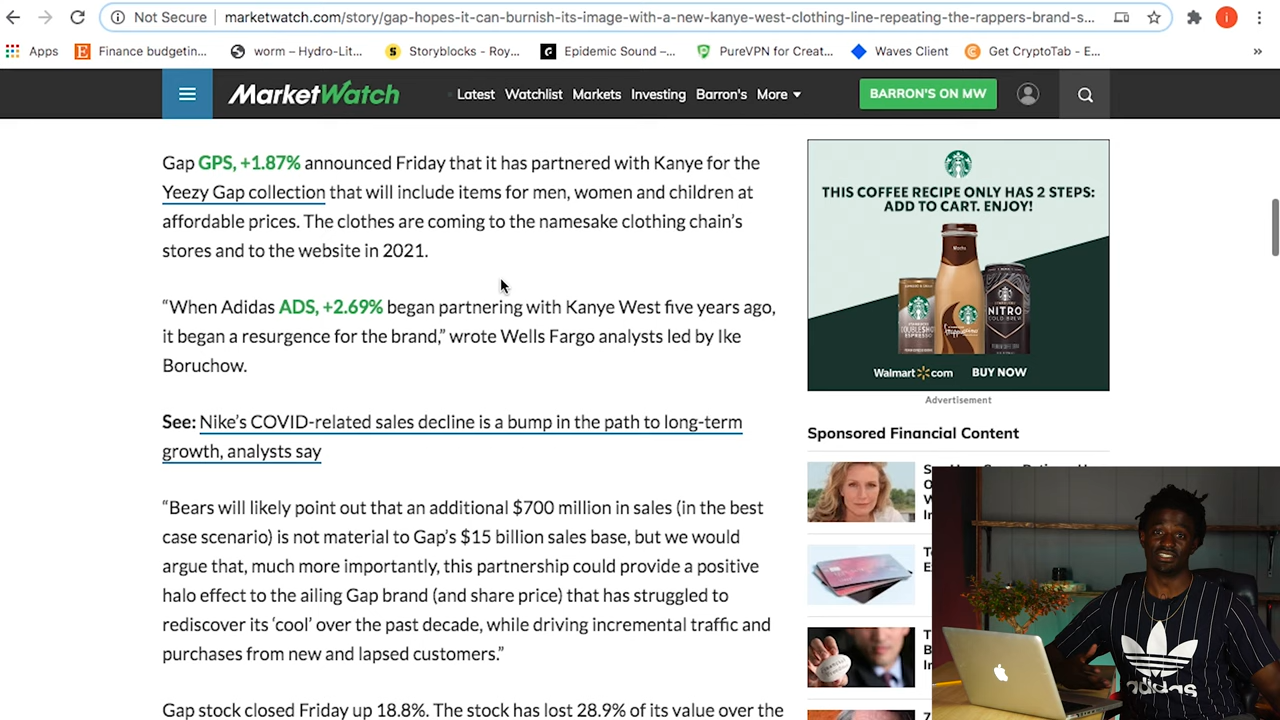 Not Secure
marketwatch.com/story/gap-hopes-it-can-burnish-its-image-with-a-new-kanye-west-clothing-line-repeating-the-rappers-brand-s...
Apps
Finance budgetin...
worm – Hydro-Lit...
Storyblocks - Roy...
Epidemic Sound –...
PureVPN for Creat...
Waves Client
Get CryptoTab - E...
»
MarketWatch
Latest
Watchlist
Markets
Investing
Barron's
More
BARRON'S ON MW
Gap GPS, +1.87% announced Friday that it has partnered with Kanye for the
Yeezy Gap collection that will include items for men, women and children at
affordable prices. The clothes are coming to the namesake clothing chain’s
stores and to the website in 2021.
“When Adidas ADS, +2.69% began partnering with Kanye West five years ago,
it began a resurgence for the brand,” wrote Wells Fargo analysts led by Ike
Boruchow.
See: Nike’s COVID-related sales decline is a bump in the path to long-term
growth, analysts say
“Bears will likely point out that an additional $700 million in sales (in the best
case scenario) is not material to Gap’s $15 billion sales base, but we would
argue that, much more importantly, this partnership could provide a positive
halo effect to the ailing Gap brand (and share price) that has struggled to
rediscover its ‘cool’ over the past decade, while driving incremental traffic and
purchases from new and lapsed customers.”
Gap stock closed Friday up 18.8%. The stock has lost 28.9% of its value over the
THIS COFFEE RECIPE ONLY HAS 2 STEPS:
ADD TO CART. ENJOY!
Mocha
DOUBLESHOT
ESPRESSO
NITRO
COLD BREW
Walmart.com
BUY NOW
Advertisement
Sponsored Financial Content
adidas